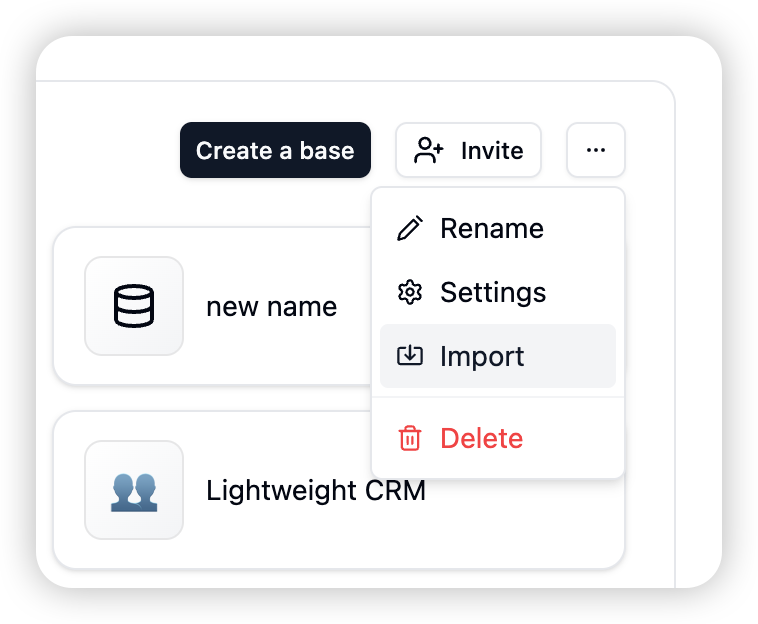 Create a base
Invite
...
Rename
Settings
Import
Delete
new name
Lightweight CRM